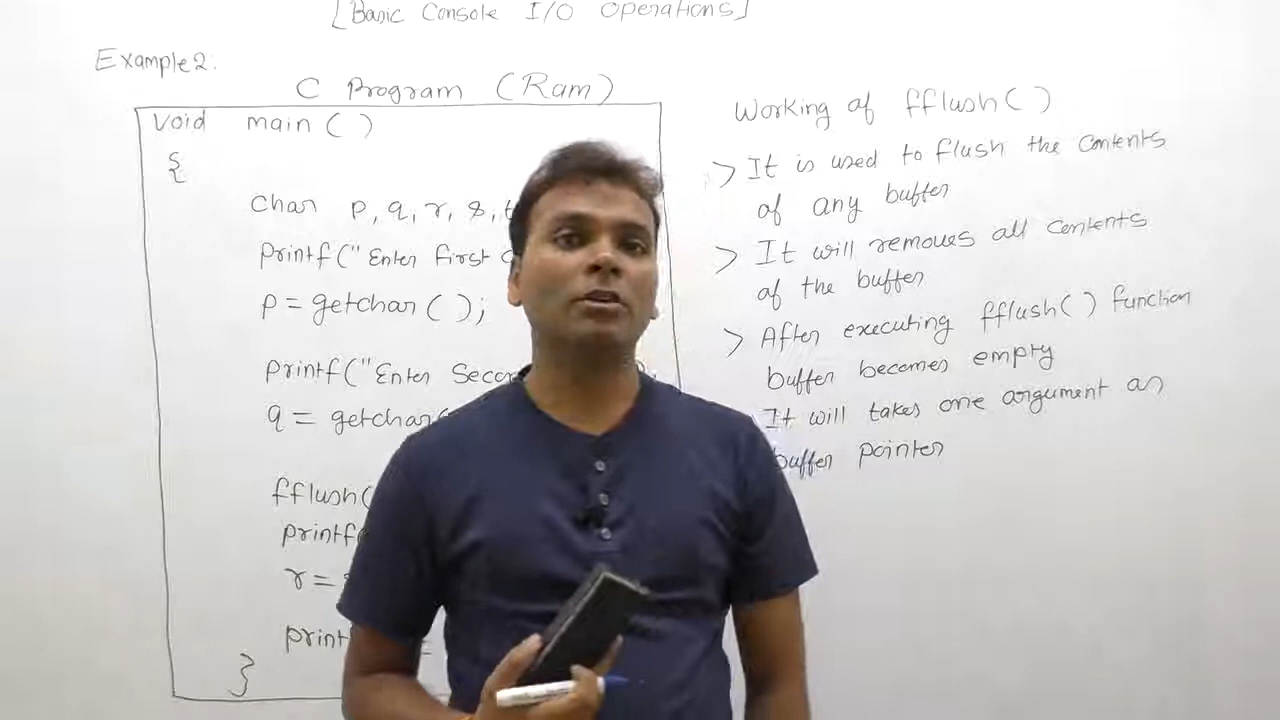 [Basic Console I/O Operations]
Example 2.
C Program (Ram)
void main ( )
{
char p, q, r, s, t
printf(" Enter first c
p = getchar ( );
printf("Enter Secon
q = getchar(
fflush(
printf(
r =
print
}
Working of fflush( )
> It is used to flush the contents
of any buffer
> It will removes all contents
of the buffer
> After executing fflush( ) function
buffer becomes empty
It will takes one argument as
buffer pointer